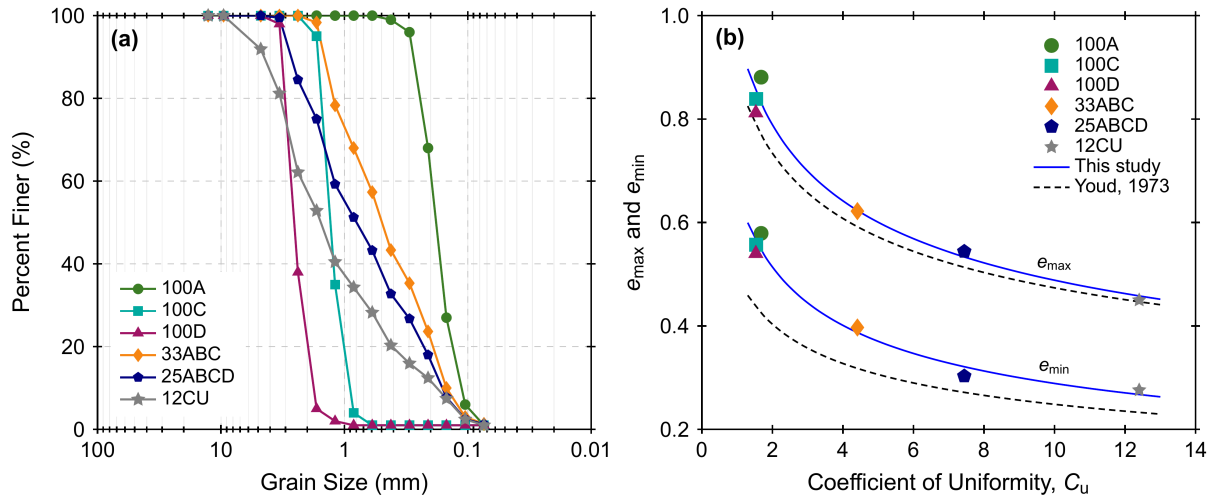 (a)
Percent Finer (%)
100
80
60
40
20
0
100A
100C
100D
33ABC
25ABCD
12CU
100 10 1 0.1 0.01
Grain Size (mm)
(b)
emax and emin
1.0
0.8
0.6
0.4
0.2
100A
100C
100D
33ABC
25ABCD
12CU
This study
Youd, 1973
emax
emin
0 2 4 6 8 10 12 14
Coefficient of Uniformity, Cu